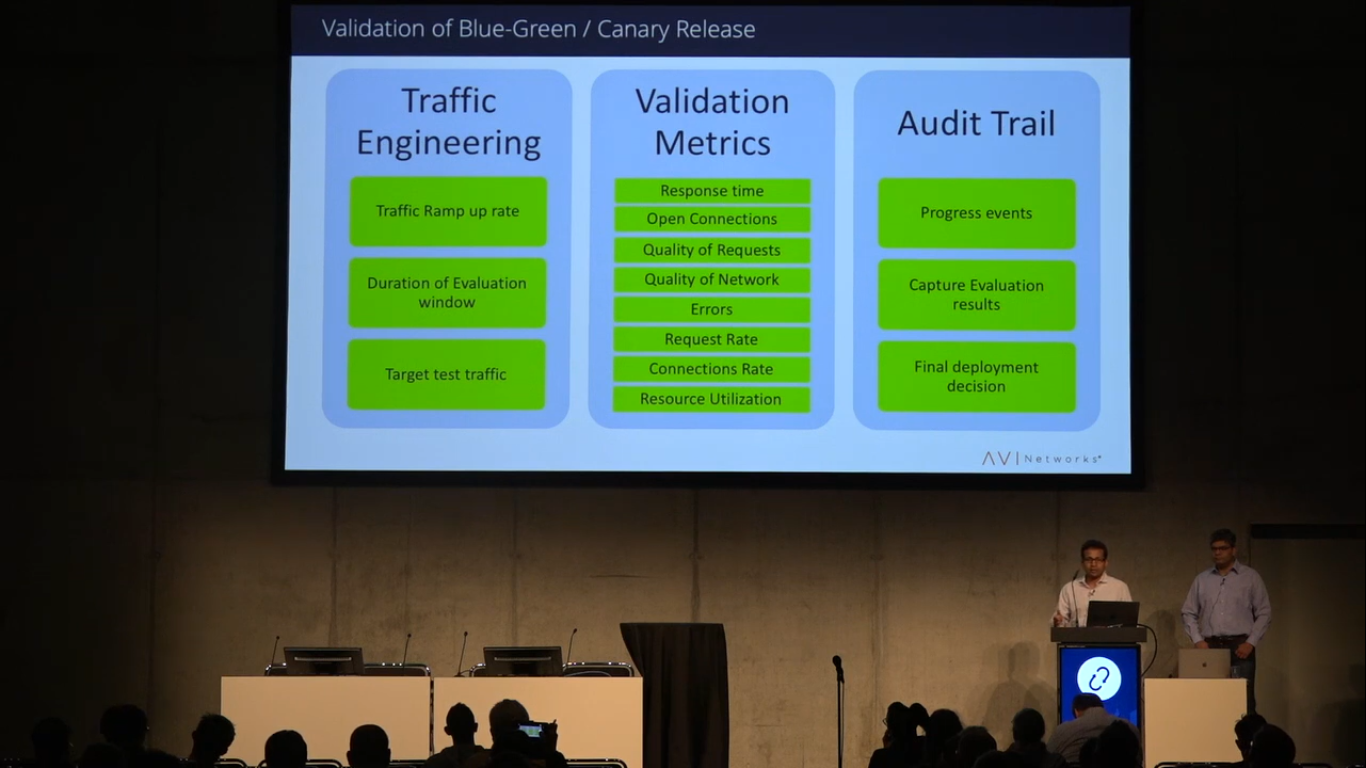 Validation of Blue-Green / Canary Release
Traffic
Engineering
Traffic Ramp up rate
Duration of Evaluation
window
Target test traffic
Validation
Metrics
Response time
Open Connections
Quality of Requests
Quality of Network
Errors
Request Rate
Connections Rate
Resource Utilization
Audit Trail
Progress events
Capture Evaluation
results
Final deployment
decision
AVI Networks